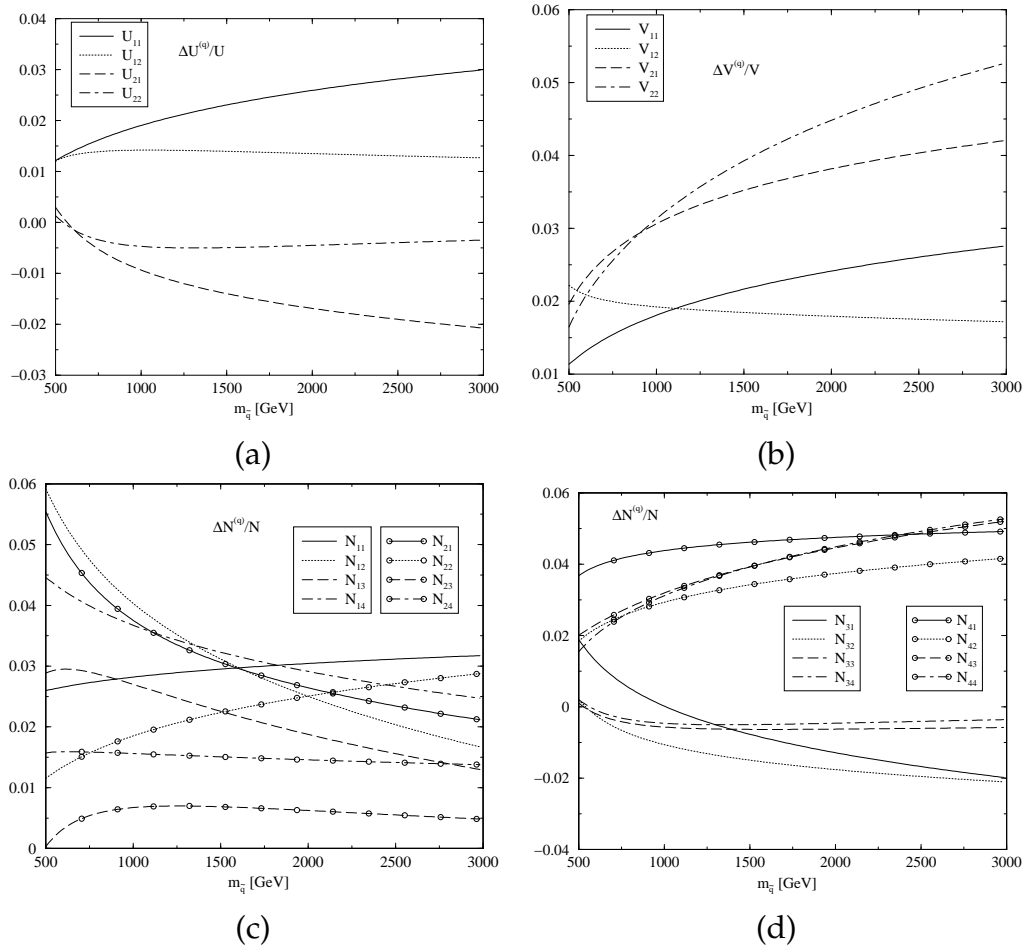 0.04
0.03
0.02
0.01
0.00
−0.01
−0.02
−0.03
U11
U12
U21
U22
ΔU(q)/U
500 1000 1500 2000 2500 3000
mq̃ [GeV]
(a)
0.06
0.05
0.04
0.03
0.02
0.01
V11
V12
V21
V22
ΔV(q)/V
500 1000 1500 2000 2500 3000
mq̃ [GeV]
(b)
0.06
0.05
0.04
0.03
0.02
0.01
0
ΔN(q)/N
N11
N12
N13
N14
N21
N22
N23
N24
500 1000 1500 2000 2500 3000
mq̃ [GeV]
(c)
0.06
0.04
0.02
0
−0.02
−0.04
ΔN(q)/N
N31
N32
N33
N34
N41
N42
N43
N44
500 1000 1500 2000 2500 3000
mq̃ [GeV]
(d)